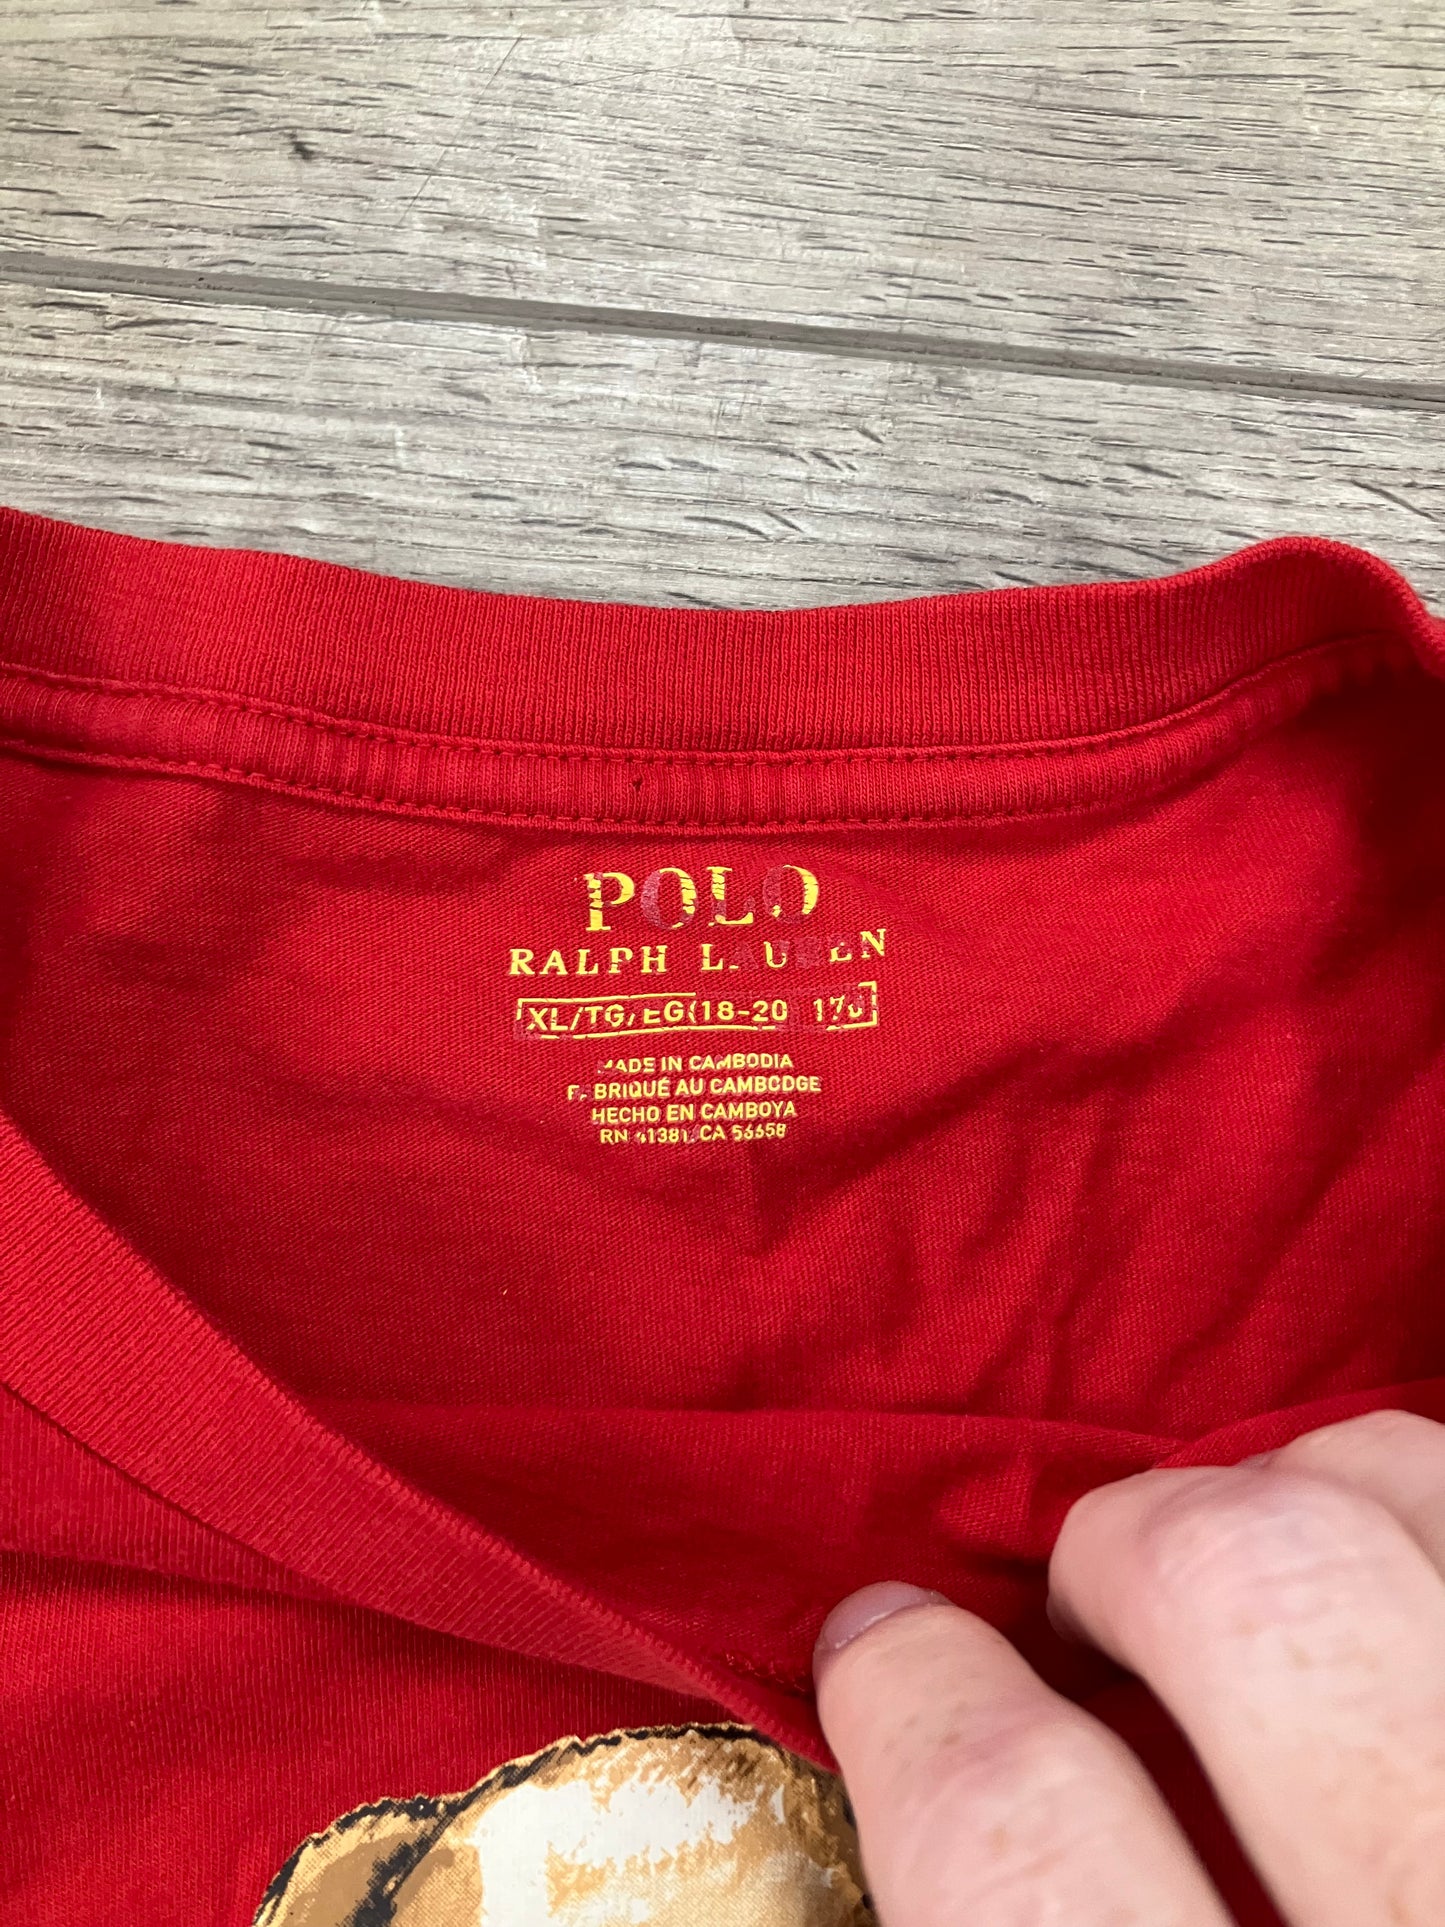 POLO
RALPH LAUREN
XL/TG/EG(18-20
MADE IN CAMBODIA
FABRIQUÉ AU CAMBODGE
HECHO EN CAMBOYA
RN 41381, CA 56658